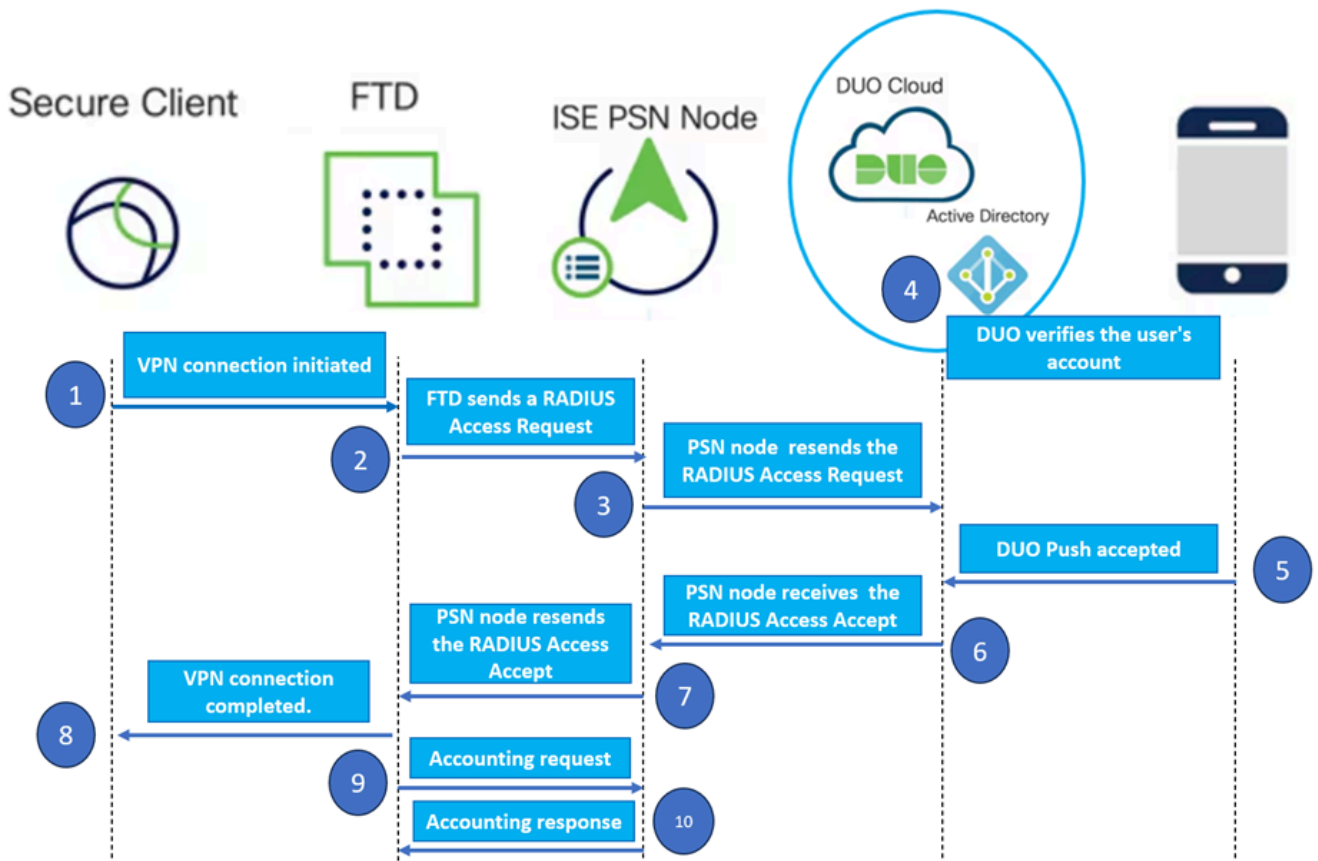 Secure Client
FTD
ISE PSN Node
DUO Cloud
DUO
Active Directory
4
DUO verifies the user's
account
1
VPN connection initiated
2
FTD sends a RADIUS
Access Request
3
PSN node resends the
RADIUS Access Request
DUO Push accepted
5
PSN node receives the
RADIUS Access Accept
6
PSN node resends
the RADIUS Access
Accept
7
VPN connection
completed.
8
9
Accounting request
Accounting response
10